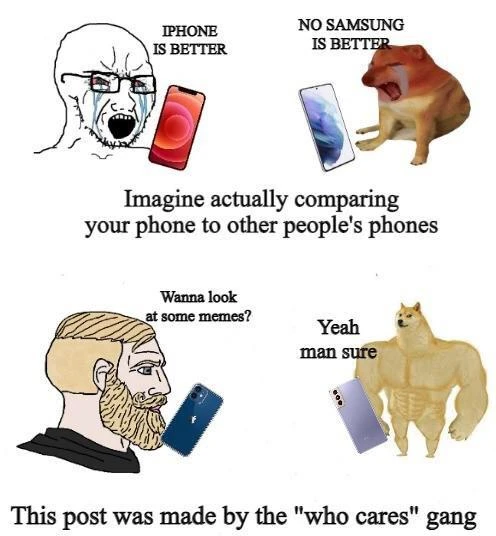 IPHONE
IS BETTER
NO SAMSUNG
IS BETTER
Imagine actually comparing
your phone to other people's phones
Wanna look
at some memes?
Yeah
man sure
This post was made by the "who cares" gang